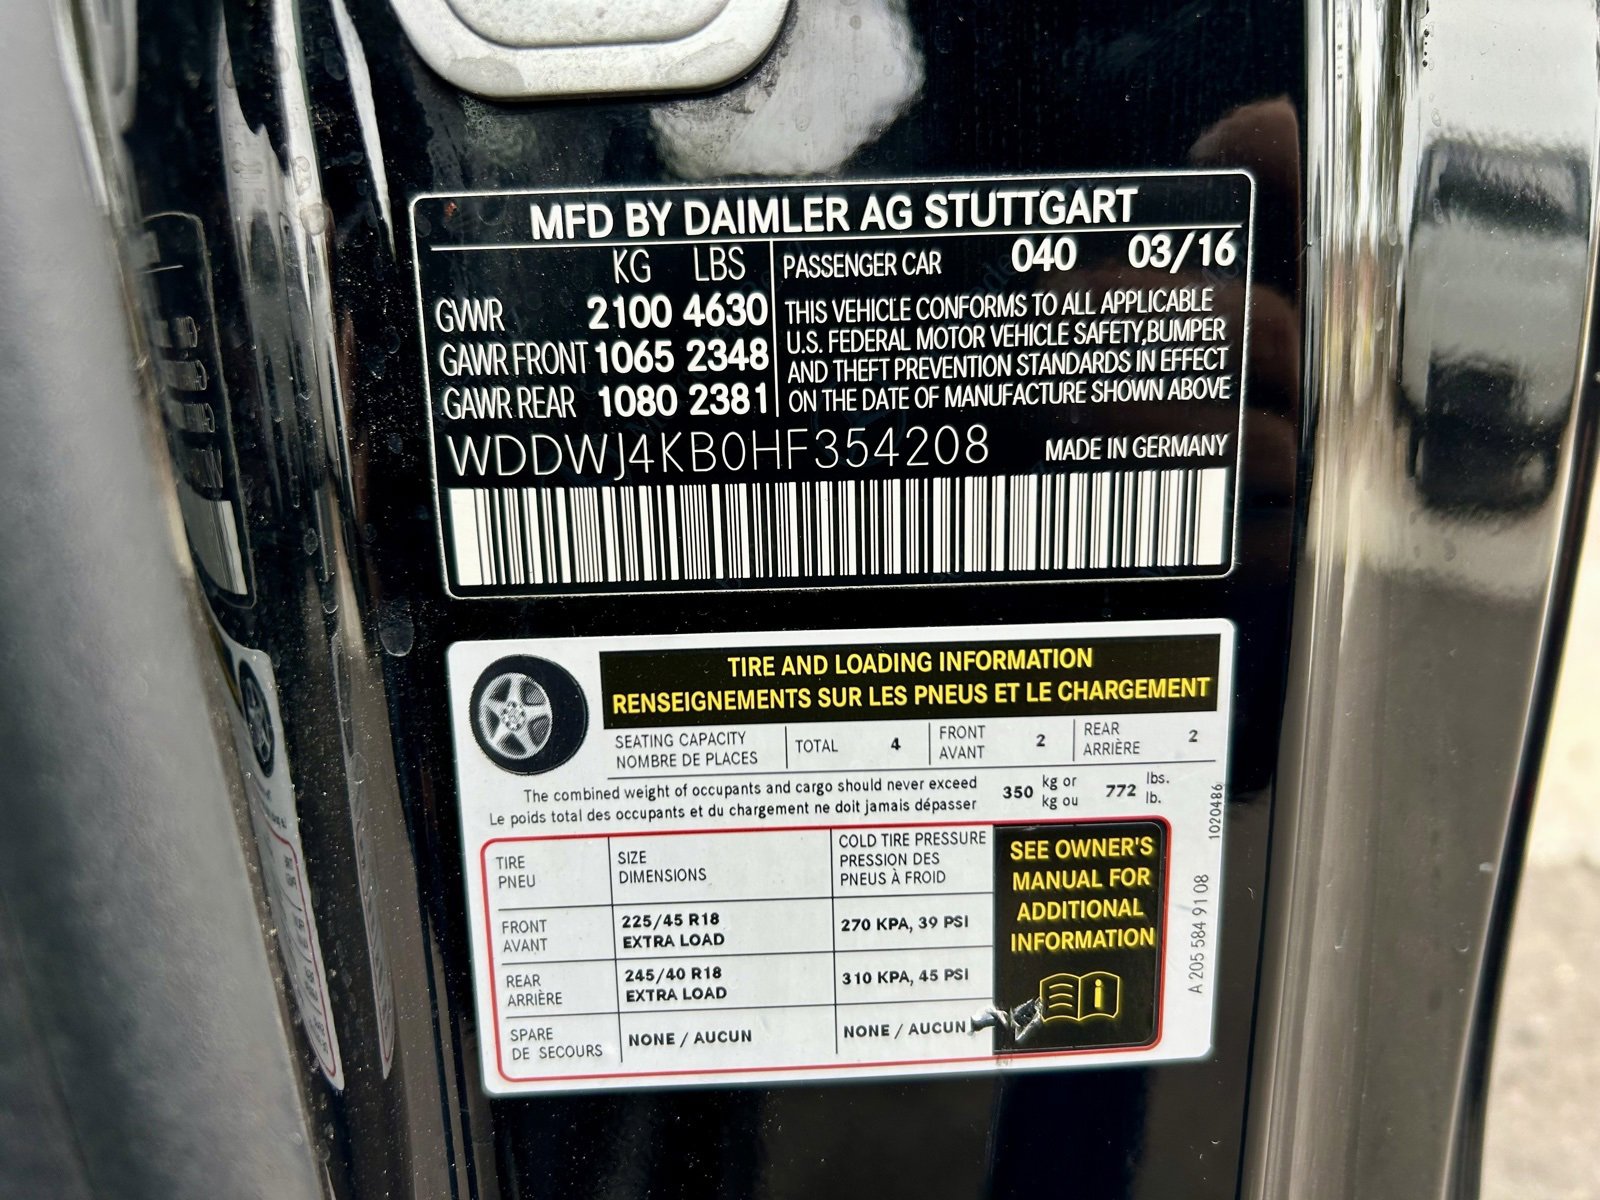 MFD BY DAIMLER AG STUTTGART
KG LBS
PASSENGER CAR 040 03/16
GVWR 2100 4630
GAWR FRONT 1065 2348
GAWR REAR 1080 2381
THIS VEHICLE CONFORMS TO ALL APPLICABLE
U.S. FEDERAL MOTOR VEHICLE SAFETY,BUMPER
AND THEFT PREVENTION STANDARDS IN EFFECT
ON THE DATE OF MANUFACTURE SHOWN ABOVE
WDDWJ4KB0HF354208 MADE IN GERMANY
TIRE AND LOADING INFORMATION
RENSEIGNEMENTS SUR LES PNEUS ET LE CHARGEMENT
SEATING CAPACITY
NOMBRE DE PLACES
TOTAL 4
FRONT
AVANT
2
REAR
ARRIÈRE
2
The combined weight of occupants and cargo should never exceed
Le poids total des occupants et du chargement ne doit jamais dépasser
350 kg or
kg ou
772 lbs.
lb.
TIRE
PNEU
SIZE
DIMENSIONS
COLD TIRE PRESSURE
PRESSION DES
PNEUS À FROID
FRONT
AVANT
225/45 R18
EXTRA LOAD
270 KPA, 39 PSI
REAR
ARRIÈRE
245/40 R18
EXTRA LOAD
310 KPA, 45 PSI
SPARE
DE SECOURS
NONE / AUCUN
NONE / AUCUN
SEE OWNER'S
MANUAL FOR
ADDITIONAL
INFORMATION
1020486
A 205 584 91 08